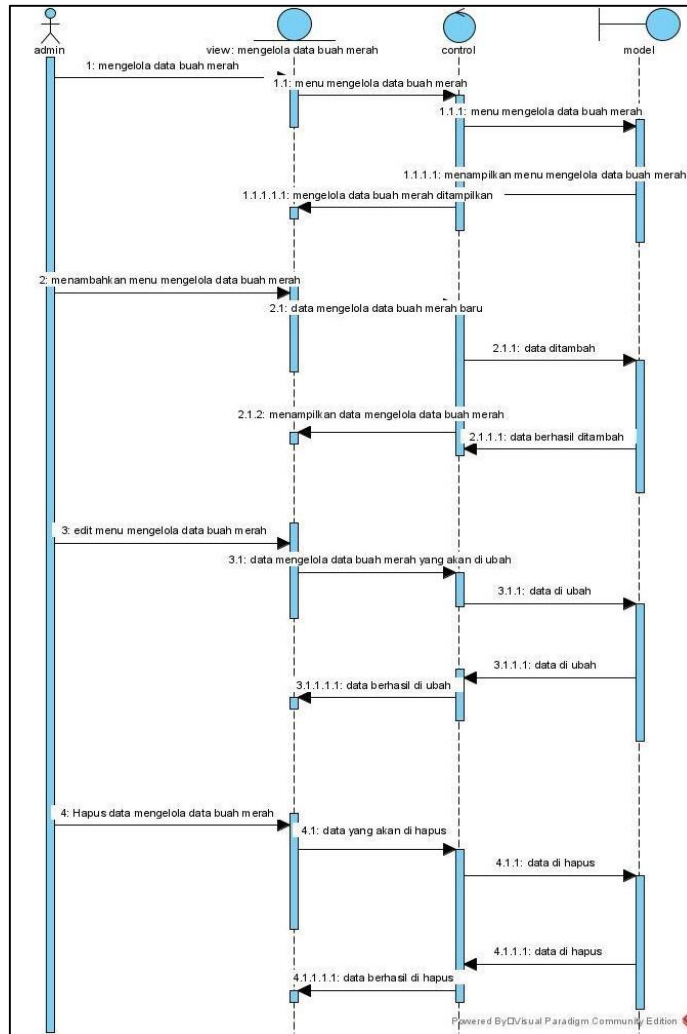 admin
view: mengelola data buah merah
control
model
1: mengelola data buah merah
1.1: menu mengelola data buah merah
1.1.1: menu mengelola data buah merah
1.1.1.1: menampilkan menu mengelola data buah merah
1.1.1.1.1: mengelola data buah merah ditampilkan
2: menambahkan menu mengelola data buah merah
2.1: data mengelola data buah merah baru
2.1.1: data ditambah
2.1.2: menampilkan data mengelola data buah merah
2.1.1.1: data berhasil ditambah
3: edit menu mengelola data buah merah
3.1: data mengelola data buah merah yang akan di ubah
3.1.1: data di ubah
3.1.1.1: data di ubah
3.1.1.1.1: data berhasil di ubah
4: Hapus data mengelola data buah merah
4.1: data yang akan di hapus
4.1.1: data di hapus
4.1.1.1: data di hapus
4.1.1.1.1: data berhasil di hapus
Powered By Visual Paradigm Community Edition